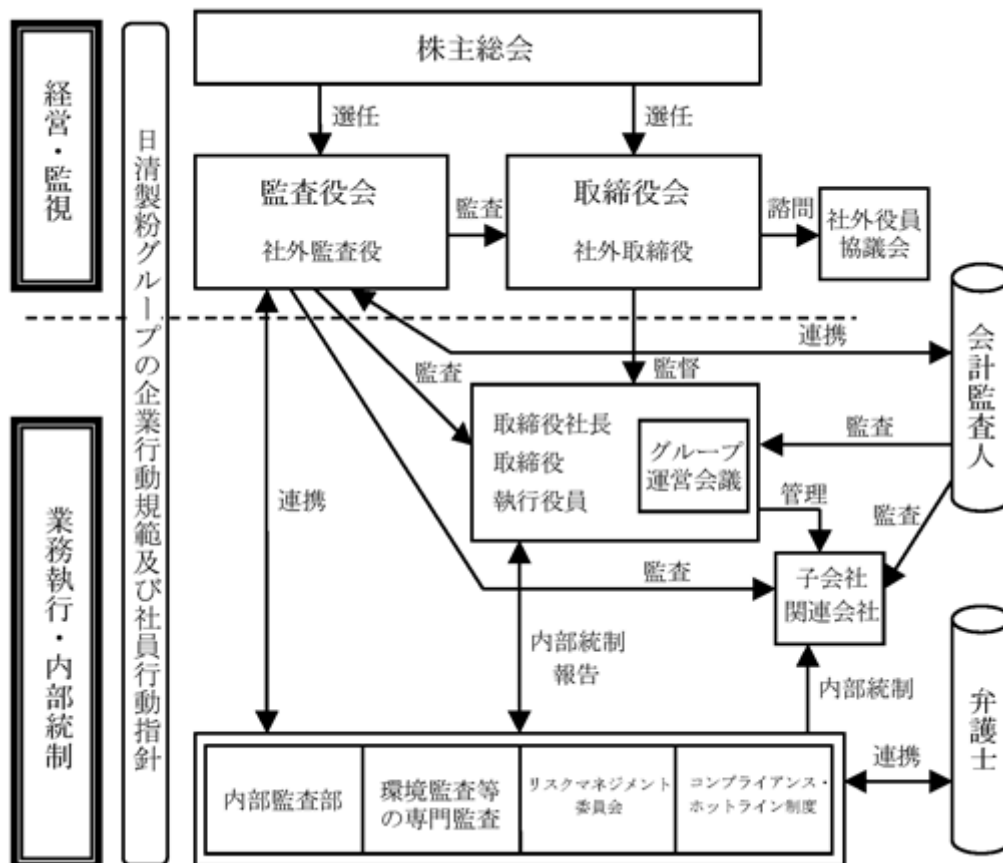 株主総会
経営・監視
日清製粉グループの企業行動規範及び社員行動指針
選任
選任
監査役会
社外監査役
監査
取締役会
社外取締役
諮問
社外役員
協議会
会計監査人
連携
監査
監督
取締役社長
取締役
執行役員
グループ
運営会議
監査
管理
監査
業務執行・内部統制
連携
監査
子会社
関連会社
内部統制
報告
内部統制
弁護士
内部監査部
環境監査等
の専門監査
リスクマネジメント
委員会
コンプライアンス・
ホットライン制度
連携